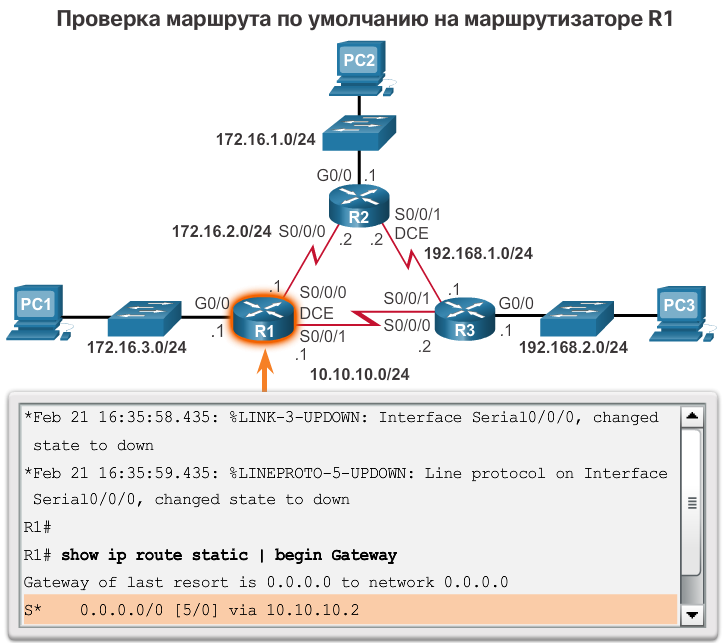 Проверка маршрута по умолчанию на маршрутизаторе R1
PC2
172.16.1.0/24
G0/0 .1
R2
172.16.2.0/24 S0/0/0 S0/0/1
.2 .2 DCE
192.168.1.0/24
PC1
.1 S0/0/0 S0/0/1 .1
PC3
G0/0 DCE G0/0
R1 R3
.1 S0/0/1 S0/0/0 .1
172.16.3.0/24 .1 .2 192.168.2.0/24
10.10.10.0/24
*Feb 21 16:35:58.435: %LINK-3-UPDOWN: Interface Serial0/0/0, changed
state to down
*Feb 21 16:35:59.435: %LINEPROTO-5-UPDOWN: Line protocol on Interface
Serial0/0/0, changed state to down
R1#
R1# show ip route static | begin Gateway
Gateway of last resort is 0.0.0.0 to network 0.0.0.0
S* 0.0.0.0/0 [5/0] via 10.10.10.2